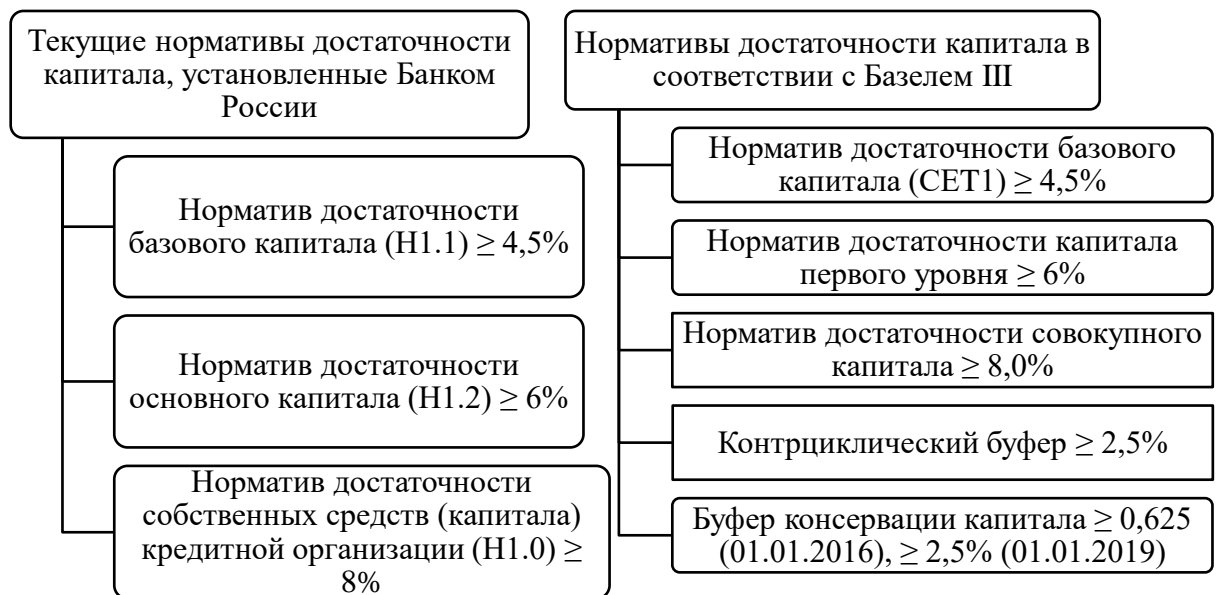 Текущие нормативы достаточности
капитала, установленные Банком
России
Норматив достаточности
базового капитала (Н1.1) ≥ 4,5%
Норматив достаточности
основного капитала (Н1.2) ≥ 6%
Норматив достаточности
собственных средств (капитала)
кредитной организации (Н1.0) ≥
8%
Нормативы достаточности капитала в
соответствии с Базелем III
Норматив достаточности базового
капитала (CET1) ≥ 4,5%
Норматив достаточности капитала
первого уровня ≥ 6%
Норматив достаточности совокупного
капитала ≥ 8,0%
Контрциклический буфер ≥ 2,5%
Буфер консервации капитала ≥ 0,625
(01.01.2016), ≥ 2,5% (01.01.2019)